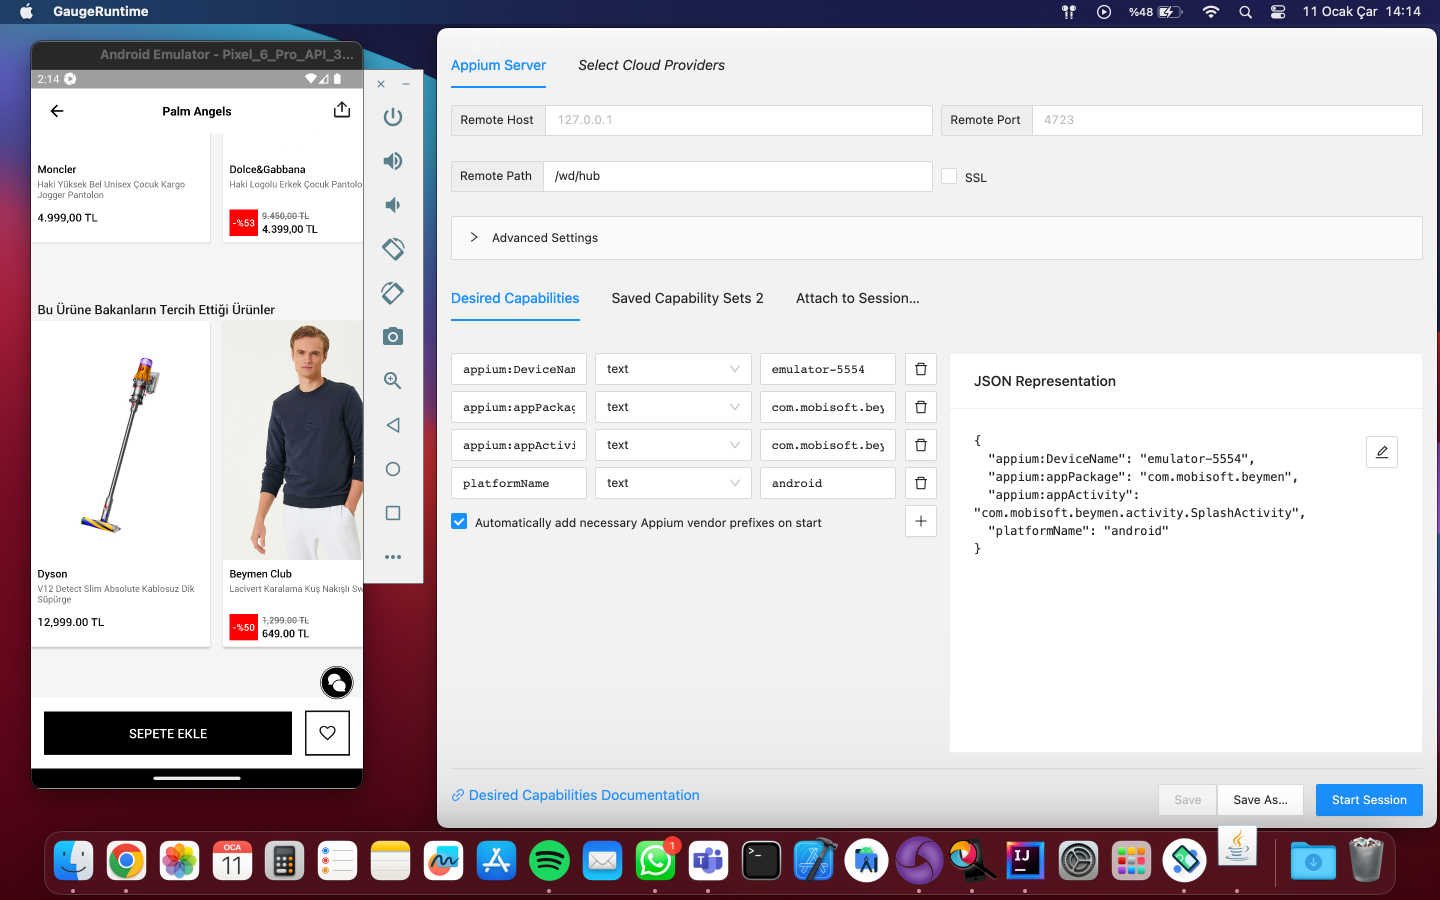 GaugeRuntime
%48
11 Ocak Çar 14:14
Android Emulator - Pixel_6_Pro_API_3...
2:14
Palm Angels
Moncler
Haki Yüksek Bel Unisex Çocuk Kargo
Jogger Pantolon
4.999,00 TL
Dolce&Gabbana
Haki Logolu Erkek Çocuk Pantolo
-%53
9.450,00 TL
4.399,00 TL
Bu Ürüne Bakanların Tercih Ettiği Ürünler
Dyson
V12 Detect Slim Absolute Kablosuz Dik
Süpürge
12,999.00 TL
Beymen Club
Lacivert Karalama Kuş Nakışlı Sw
-%50
1,299.00 TL
649.00 TL
SEPETE EKLE
Appium Server
Select Cloud Providers
Remote Host
127.0.0.1
Remote Port
4723
Remote Path
/wd/hub
SSL
Advanced Settings
Desired Capabilities
Saved Capability Sets 2
Attach to Session...
appium:DeviceNam
text
emulator-5554
appium:appPackag
text
com.mobisoft.bey
appium:appActivi
text
com.mobisoft.bey
platformName
text
android
Automatically add necessary Appium vendor prefixes on start
JSON Representation
{
"appium:DeviceName": "emulator-5554",
"appium:appPackage": "com.mobisoft.beymen",
"appium:appActivity":
"com.mobisoft.beymen.activity.SplashActivity",
"platformName": "android"
}
Desired Capabilities Documentation
Save
Save As...
Start Session
OCA
11
1
IJ